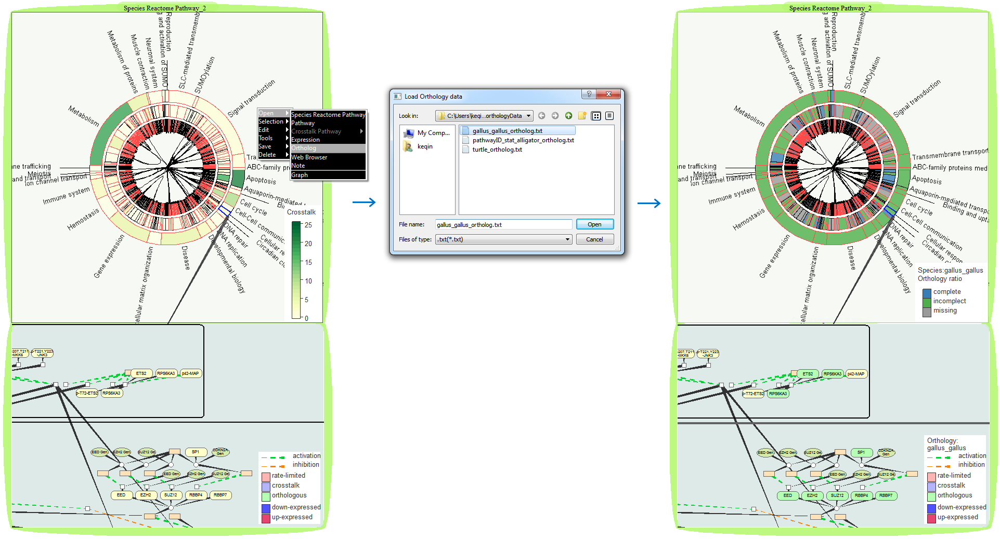 Species Reactome Pathway_2
Reproduction
g and activation of SUMO
SLC-mediated transmemb
SUMOylation
Signal transduction
Neuronal system
Muscle contraction
Metabolism of proteins
Metabolism
ne trafficking
Meiosis
and transport
Ion channel transport
Immune system
Hemostasis
Gene expression
ellular matrix organization
Disease
Developmental biology
DNA replication
DNA repair
Circadian cl
Cellular re
Cell-Cell communic
Cell cycle
Bin
Aquaporin-mediated t
Apoptosis
ABC-family pr
Tra
Open
Selection
Edit
Tools
Save
Delete
Species Reactome Pathway
Pathway
Crosstalk Pathway
Expression
Ortholog
Web Browser
Note
Graph
Crosstalk
25
20
15
10
5
0
207,T211
-MKK6
p-T221,Y223
-JNK3
ETS2
RPS6KA3
p42-MAP
p-T72-ETS2
RPS6KA3
EED Gen
EZH2 Gen
SUZ12 Ge
SP1
CDKN2A
Gen
EED Gen
EZH2 Gen
SUZ12 Ge
EED
EZH2
SUZ12
RBBP4
RBBP7
activation
inhibition
rate-limited
crosstalk
orthologous
down-expressed
up-expressed
Load Orthology data
Look in:
C:\Users\keqi...orthologyData
My Comp...
keqin
gallus_gallus_ortholog.txt
pathwayID_stat_alligator_ortholog.txt
turtle_ortholog.txt
File name:
gallus_gallus_ortholog.txt
Open
Files of type:
.txt(*.txt)
Cancel
Species Reactome Pathway_2
Reproduction
g and activation of SUMO
SLC-mediated transmemb
SUMOylation
Signal transduction
Neuronal system
Muscle contraction
Metabolism of proteins
Metabolism
ne trafficking
Meiosis
and transport
Ion channel transport
Immune system
Hemostasis
Gene expression
ellular matrix organization
Disease
Developmental biology
DNA replication
DNA repair
Circadian c
Cellular respon
Cell-Cell communication
Cell cycle
Binding and upta
Aquaporin-mediated transp
Apoptosis
ABC-family proteins med
Transmembrane transport
Species:gallus_gallus
Orthology ratio
complete
incomplect
missing
207,T211
-MKK6
p-T221,Y223
-JNK3
ETS2
RPS6KA3
p42-MAP
p-T72-ETS2
RPS6KA3
EED Gen
EZH2 Gen
SUZ12 Ge
SP1
CDKN2A
Gen
EED Gen
EZH2 Gen
SUZ12 Ge
EED
EZH2
SUZ12
RBBP4
RBBP7
Orthology:
gallus_gallus
activation
inhibition
rate-limited
crosstalk
orthologous
down-expressed
up-expressed